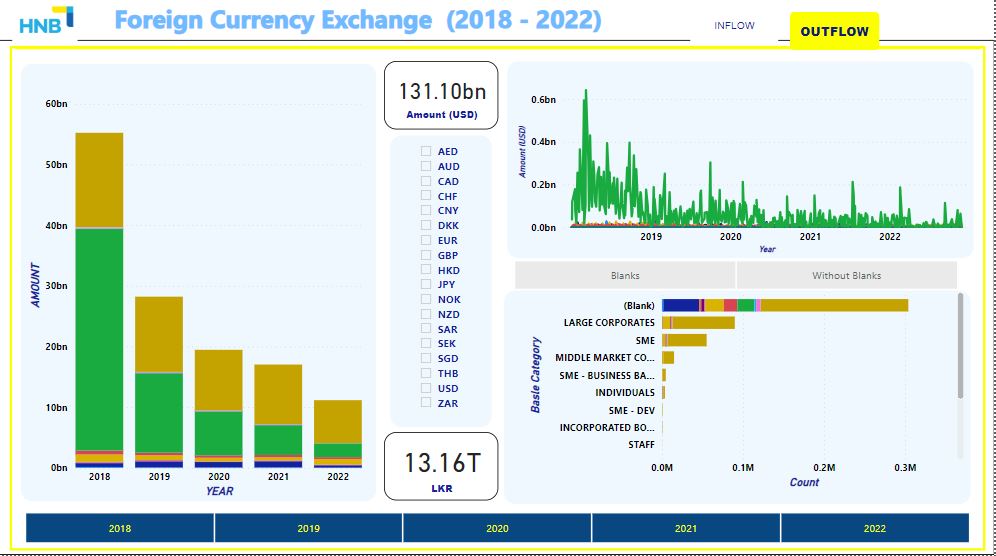 HNB
Foreign Currency Exchange (2018 - 2022)
INFLOW
OUTFLOW
60bn
50bn
40bn
30bn
20bn
10bn
0bn
AMOUNT
2018
2019
2020
2021
2022
YEAR
131.10bn
Amount (USD)
AED
AUD
CAD
CHF
CNY
DKK
EUR
GBP
HKD
JPY
NOK
NZD
SAR
SEK
SGD
THB
USD
ZAR
13.16T
LKR
0.6bn
0.4bn
0.2bn
0.0bn
Amount (USD)
2019
2020
2021
2022
Year
Blanks
Without Blanks
Basle Category
(Blank)
LARGE CORPORATES
SME
MIDDLE MARKET CO...
SME - BUSINESS BA...
INDIVIDUALS
SME - DEV
INCORPORATED BO...
STAFF
0.0M
0.1M
0.2M
0.3M
Count
2018
2019
2020
2021
2022